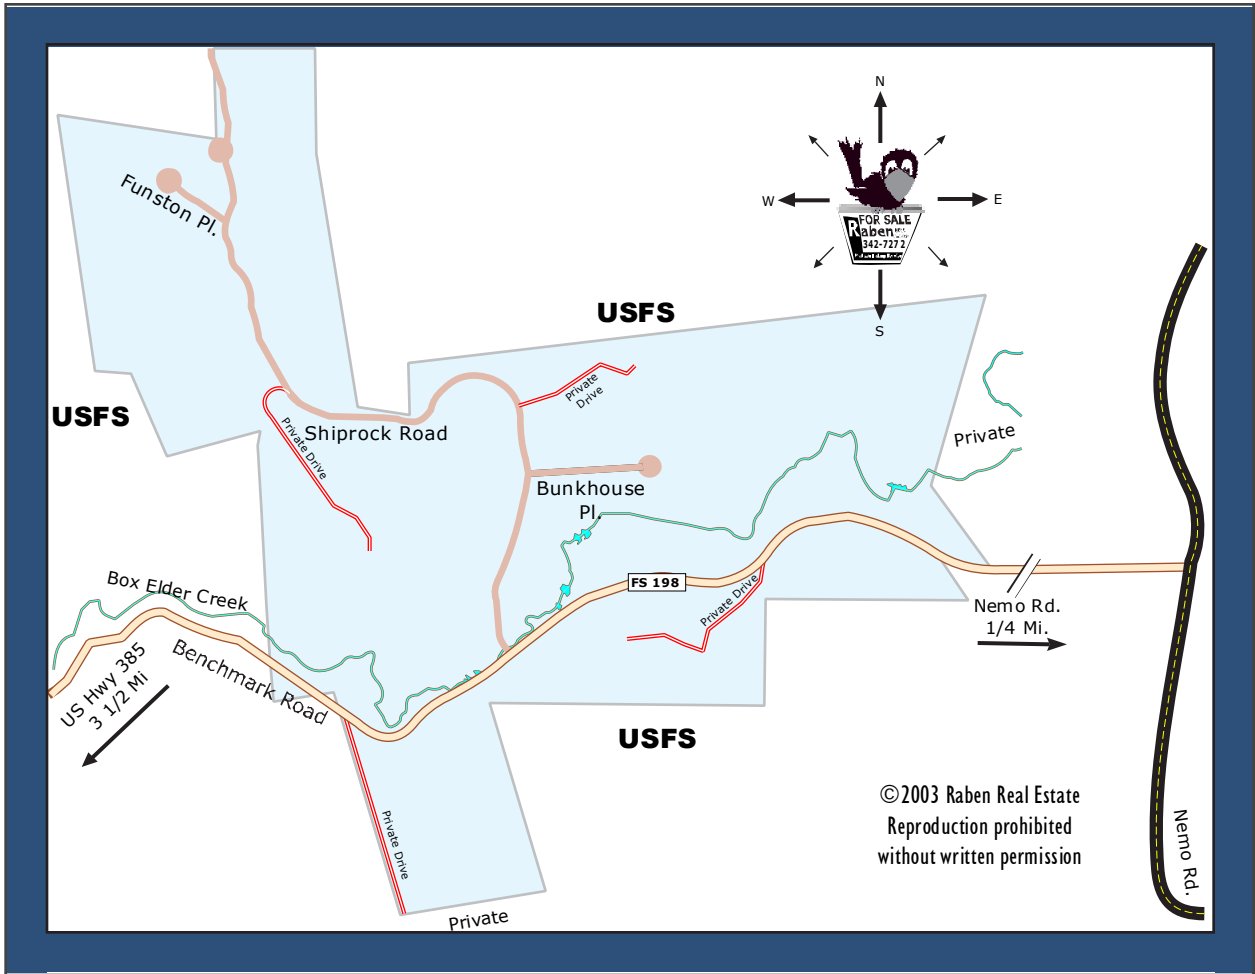 N
Funston Pl.
W
E
FOR SALE
Raben
342-7272
S
USFS
USFS
Private
Drive
Private Drive
Shiprock Road
Private
Bunkhouse
Pl.
FS 198
Box Elder Creek
Private Drive
Nemo Rd.
1/4 Mi.
Benchmark Road
US Hwy 385
3 1/2 Mi
USFS
©2003 Raben Real Estate
Reproduction prohibited
without written permission
Private Drive
Nemo Rd.
Private